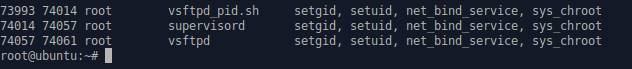 73993 74014 root vsftpd_pid.sh setgid, setuid, net_bind_service, sys_chroot
74014 74057 root supervisord setgid, setuid, net_bind_service, sys_chroot
74057 74061 root vsftpd setgid, setuid, net_bind_service, sys_chroot
root@ubuntu:~#